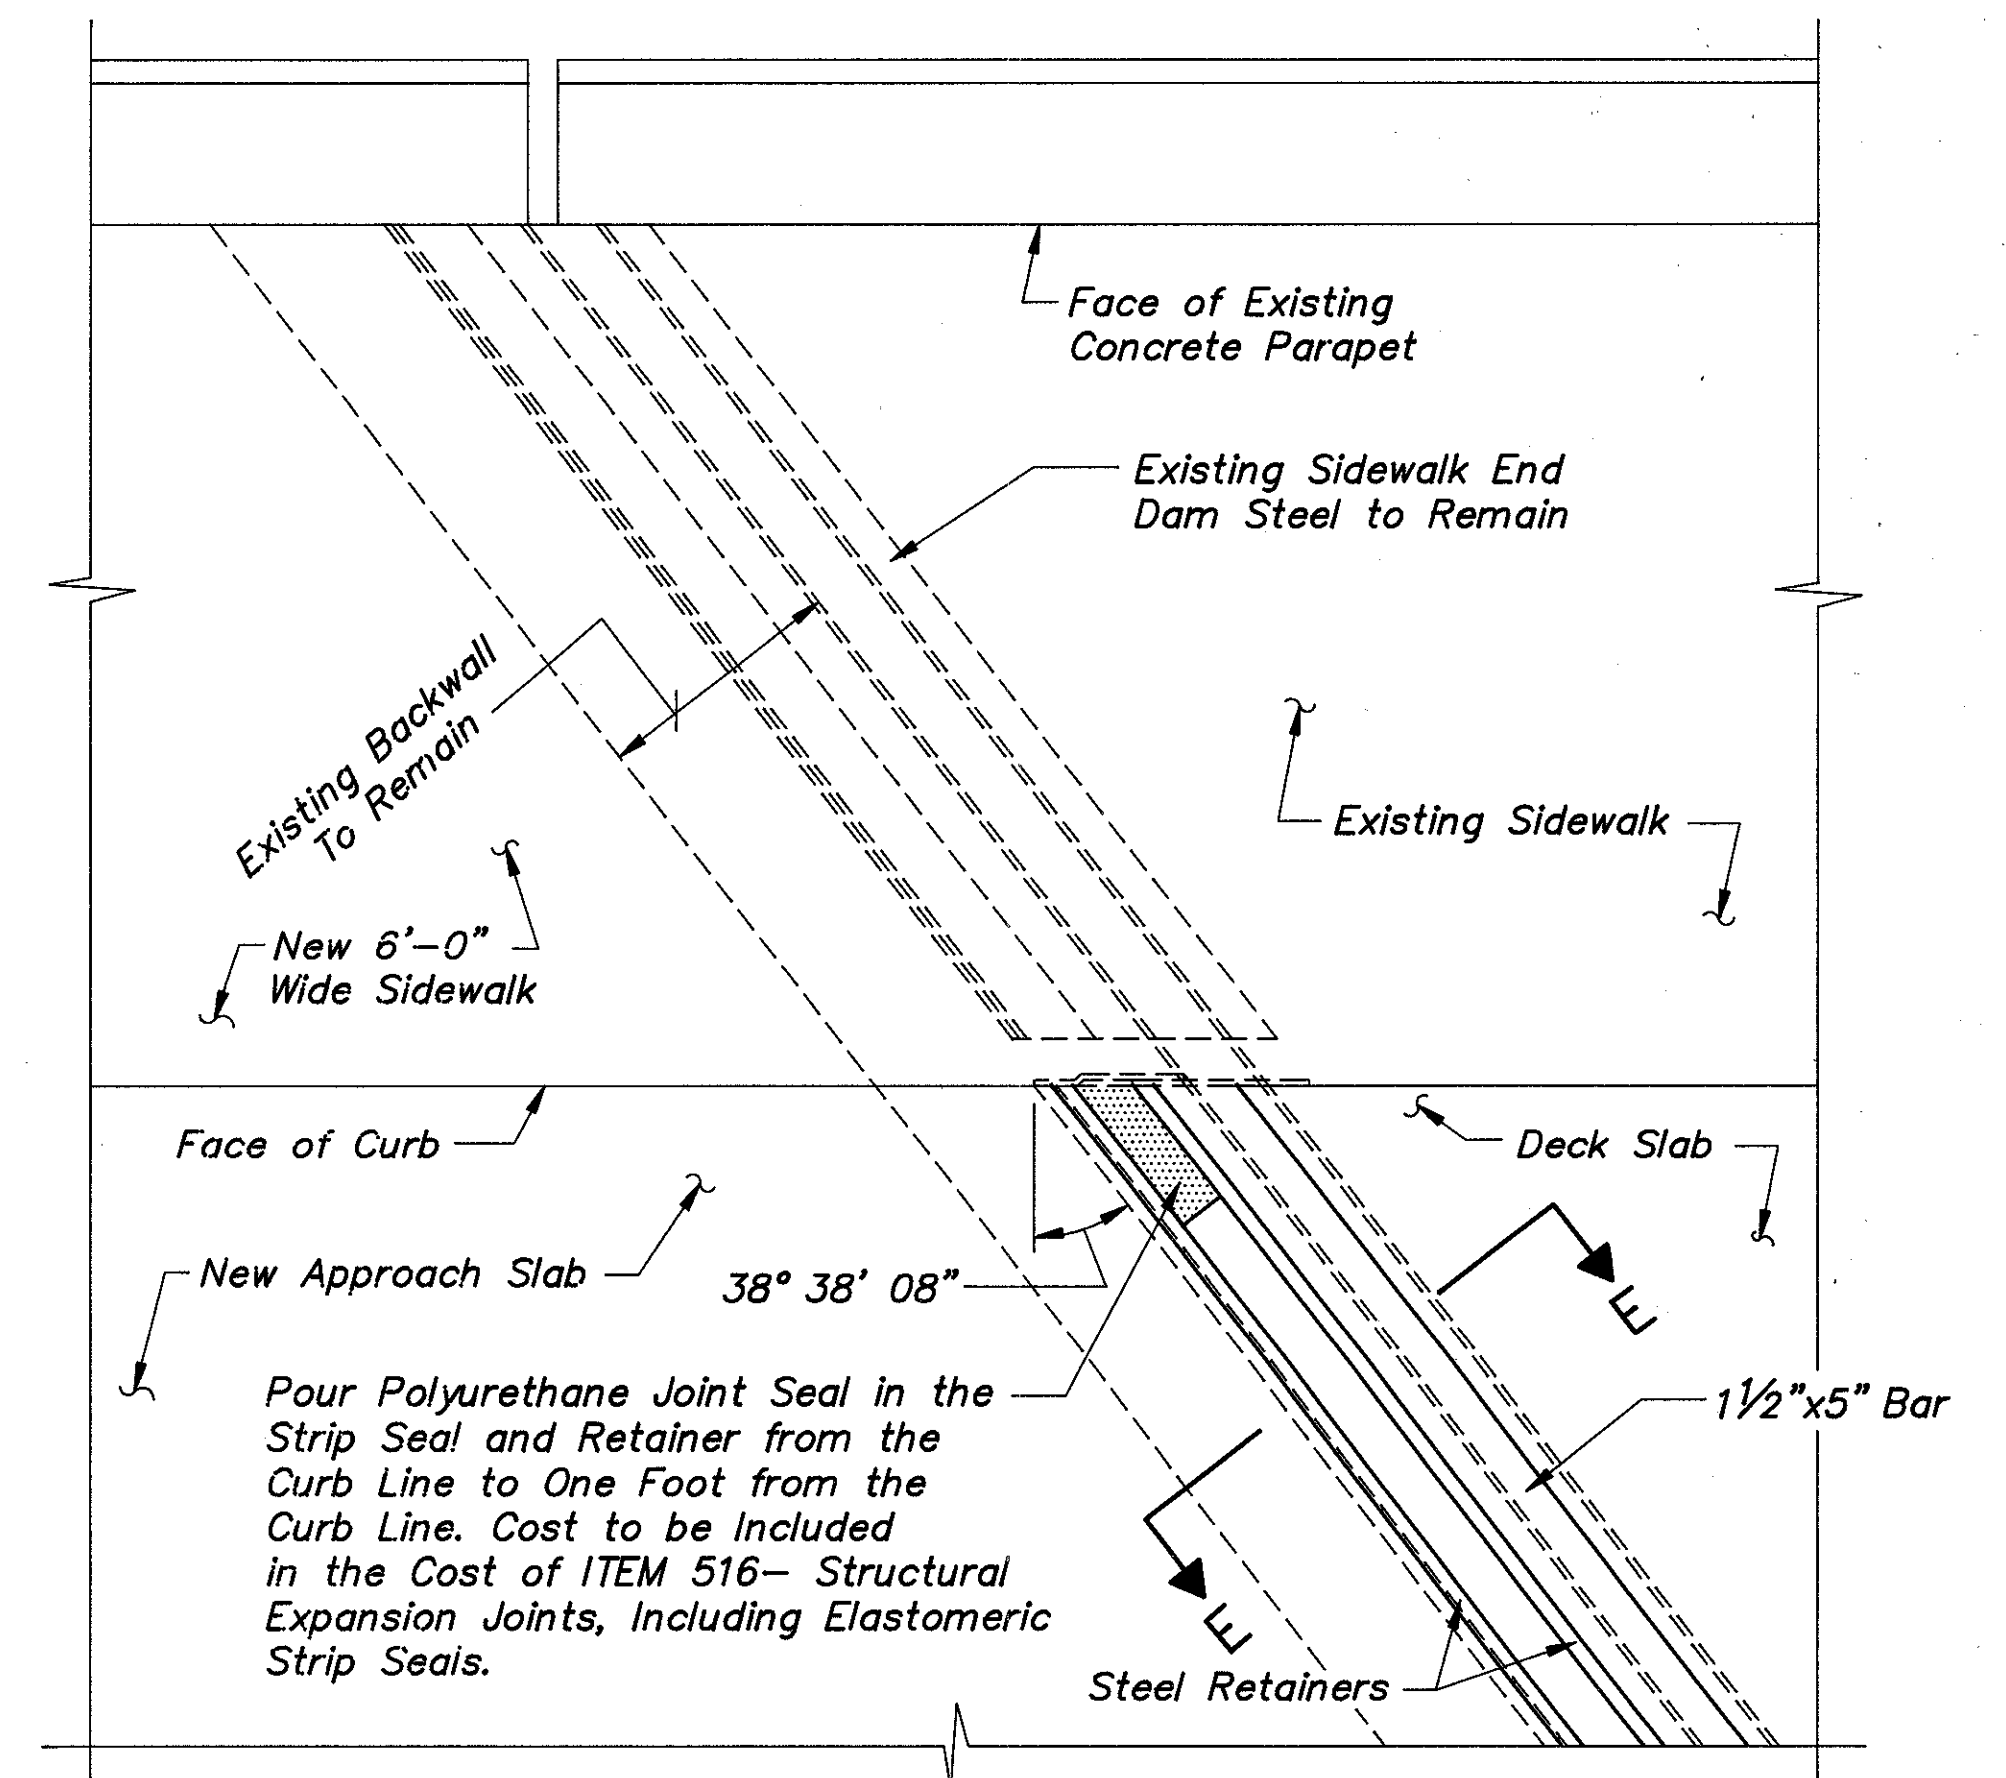 Face of Existing
Concrete Parapet
Existing Sidewalk End
Dam Steel to Remain
Existing Backwall
To Remain
Existing Sidewalk
New 6'-0"
Wide Sidewalk
Face of Curb
Deck Slab
New Approach Slab
38° 38' 08"
E
Pour Polyurethane Joint Seal in the
Strip Seal and Retainer from the
Curb Line to One Foot from the
Curb Line. Cost to be Included
in the Cost of ITEM 516- Structural
Expansion Joints, Including Elastomeric
Strip Seals.
1½"x5" Bar
E
Steel Retainers